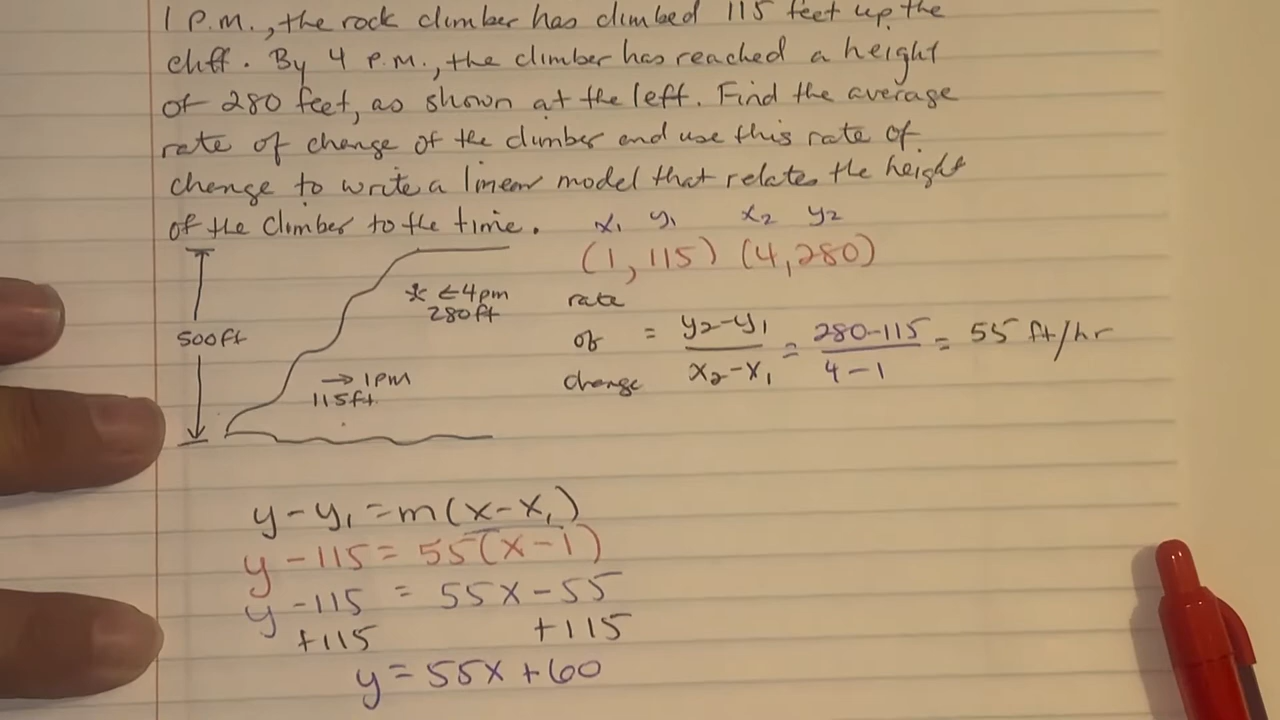 1 P.M., the rock climber has climbed 115 feet up the
cliff. By 4 P.M., the climber has reached a height
of 280 feet, as shown at the left. Find the average
rate of change of the climber and use this rate of
change to write a linear model that relates the height
of the climber to the time.
x₁ y₁ x₂ y₂
(1, 115) (4, 280)
500ft
* ← 4pm
280ft
→ 1pm
115ft.
rate
of = y₂-y₁ / x₂-x₁ = 280-115 / 4-1 = 55 ft/hr
change
y-y₁ = m(x-x₁)
y-115 = 55(x-1)
y-115 = 55x-55
+115 +115
y = 55x+60